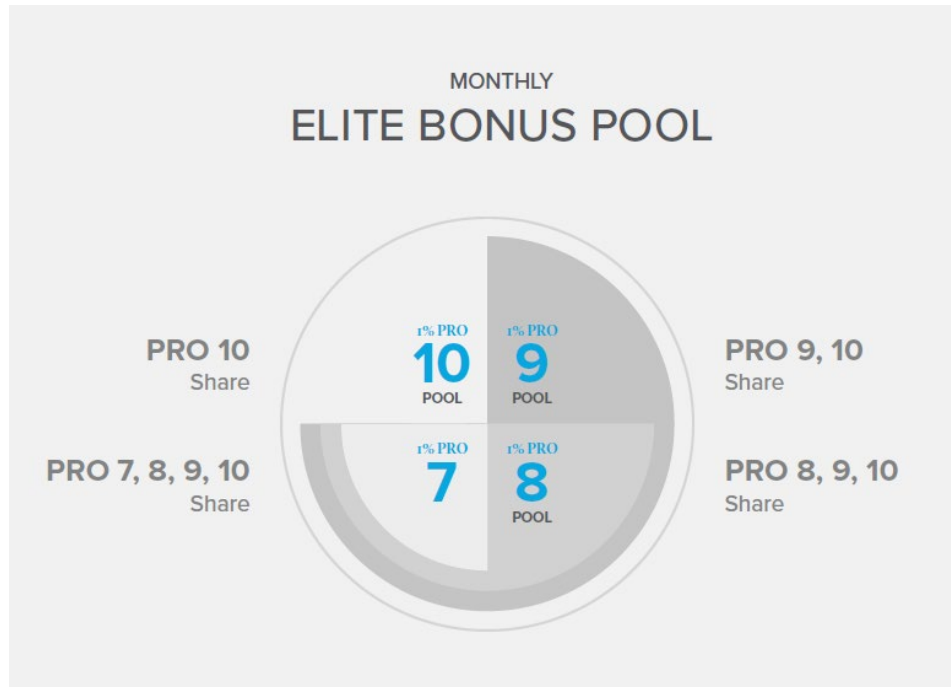 MONTHLY
ELITE BONUS POOL
PRO 10
Share
1% PRO
10
POOL
1% PRO
9
POOL
PRO 9, 10
Share
PRO 7, 8, 9, 10
Share
1% PRO
7
1% PRO
8
POOL
PRO 8, 9, 10
Share